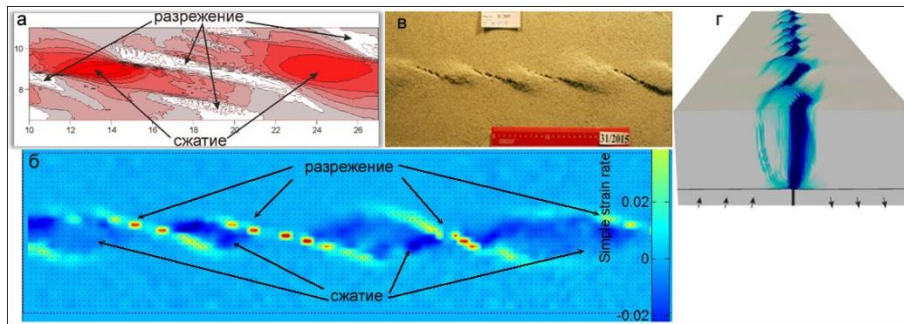 а
разрежение
10
8
10 12 14 16 18 20 22 24 26
сжатие
в
31/2015
г
б
разрежение
сжатие
Simple strain rate
0.02
0
-0.02